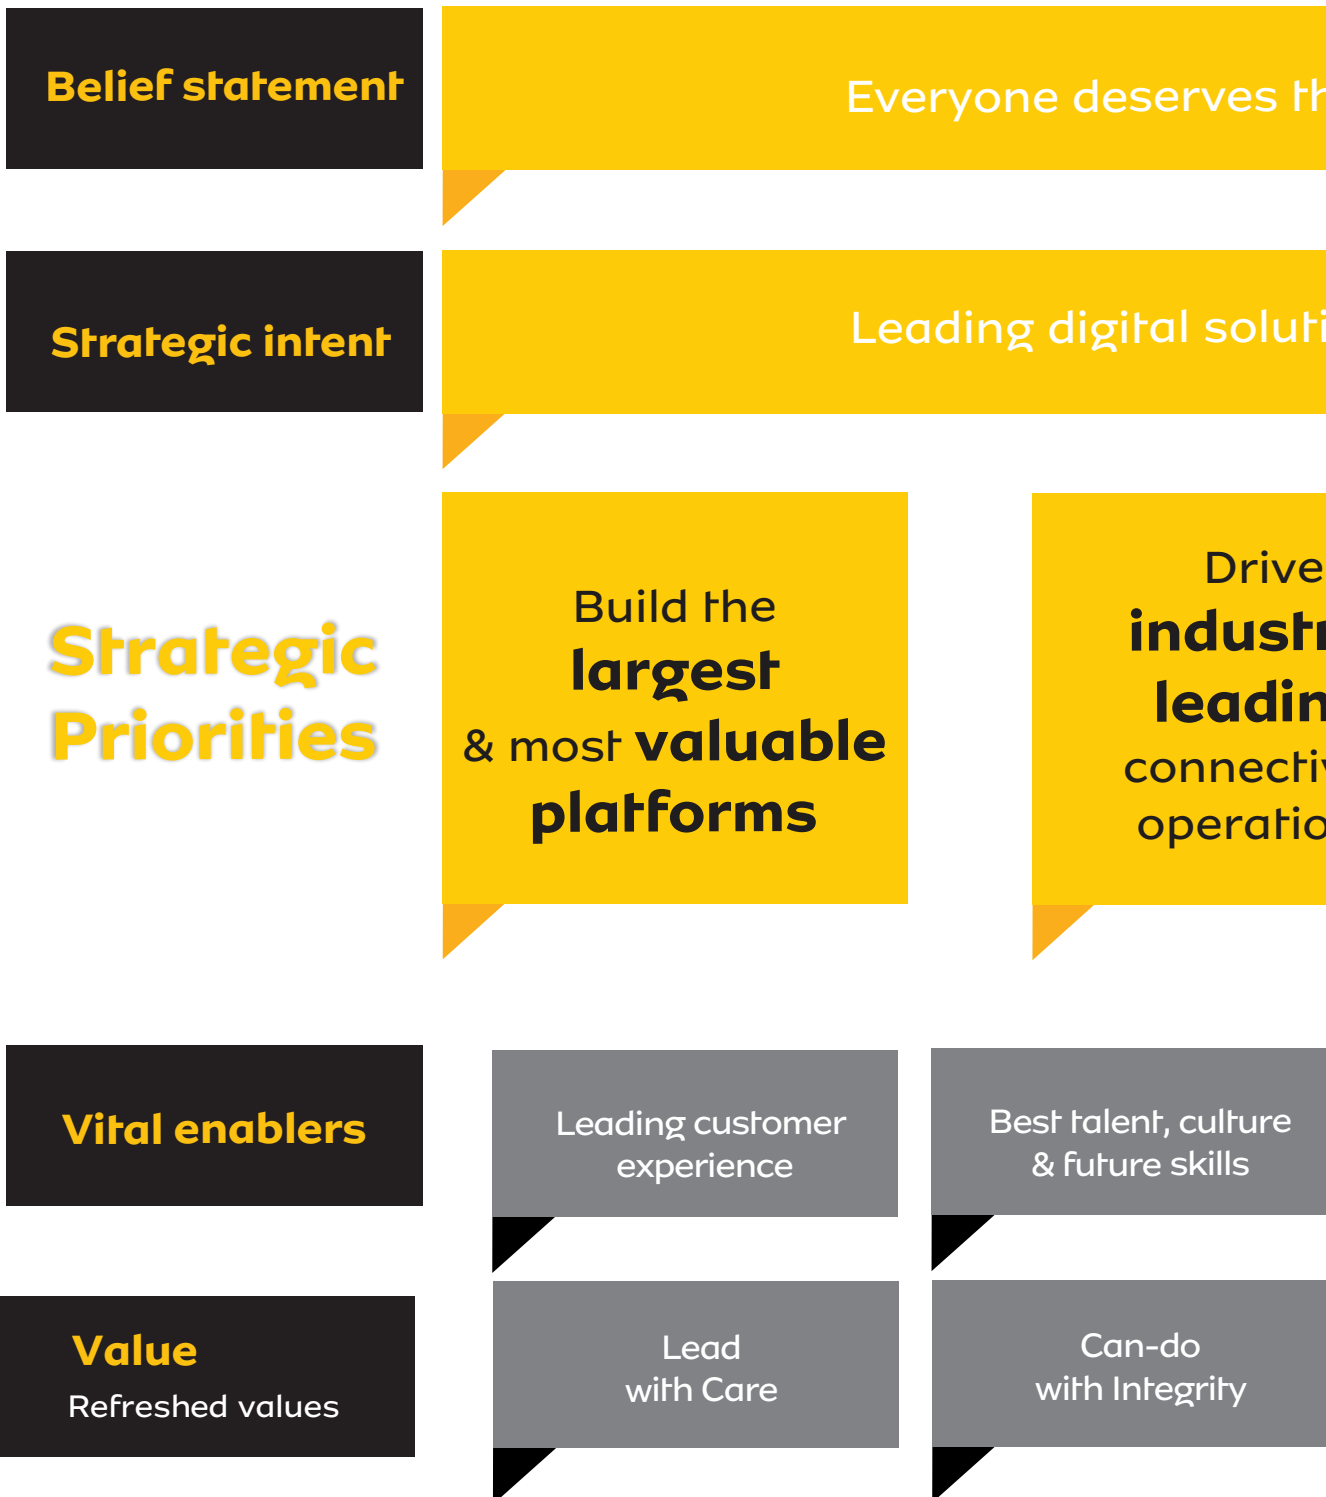 Belief statement
Everyone deserves
Strategic intent
Leading digital
Strategic
Priorities
Build the
largest
& most valuable
platforms
Drive
Vital enablers
Leading customer
experience
Best talent, culture
& future skills
Value
Refreshed values
Lead
with Care
Can-do
with Integrity